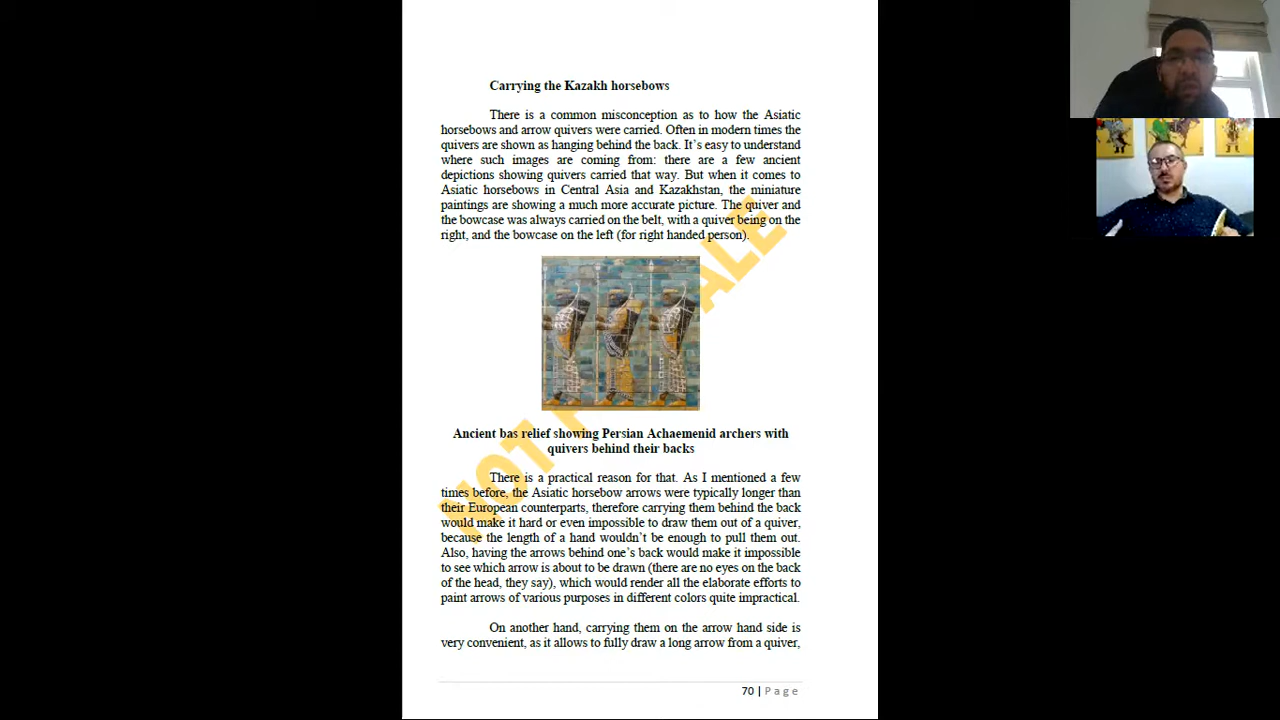 Carrying the Kazakh horsebows
There is a common misconception as to how the Asiatic
horsebows and arrow quivers were carried. Often in modern times the
quivers are shown as hanging behind the back. It's easy to understand
where such images are coming from: there are a few ancient
depictions showing quivers carried that way. But when it comes to
Asiatic horsebows in Central Asia and Kazakhstan, the miniature
paintings are showing a much more accurate picture. The quiver and
the bowcase was always carried on the belt, with a quiver being on the
right, and the bowcase on the left (for right handed person).
Ancient bas relief showing Persian Achaemenid archers with
quivers behind their backs
There is a practical reason for that. As I mentioned a few
times before, the Asiatic horsebow arrows were typically longer than
their European counterparts, therefore carrying them behind the back
would make it hard or even impossible to draw them out of a quiver,
because the length of a hand wouldn't be enough to pull them out.
Also, having the arrows behind one's back would make it impossible
to see which arrow is about to be drawn (there are no eyes on the back
of the head, they say), which would render all the elaborate efforts to
paint arrows of various purposes in different colors quite impractical.
On another hand, carrying them on the arrow hand side is
very convenient, as it allows to fully draw a long arrow from a quiver,
70 | Page
NOT ALE